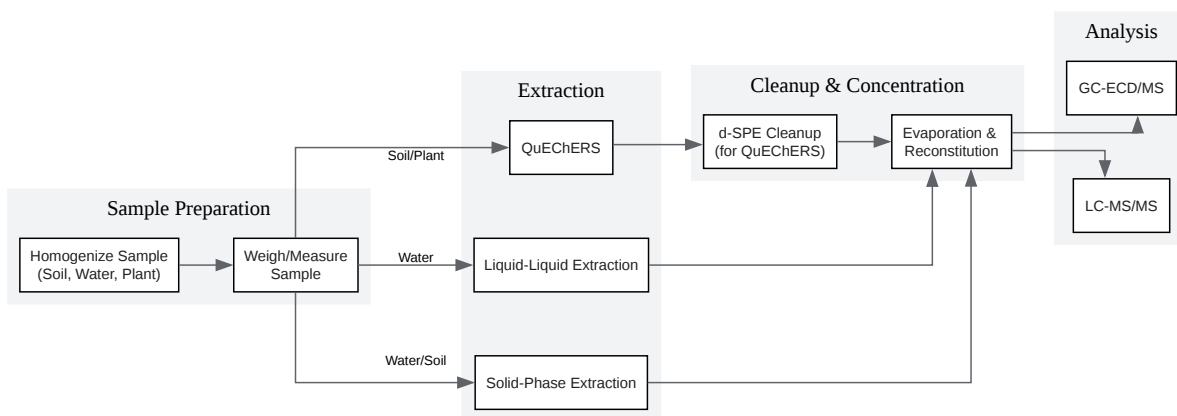 Sample Preparation
Homogenize Sample
(Soil, Water, Plant)
Weigh/Measure
Sample
Soil/Plant
Water
Water/Soil
Extraction
QuEChERS
Liquid-Liquid Extraction
Solid-Phase Extraction
Cleanup & Concentration
d-SPE Cleanup
(for QuEChERS)
Evaporation &
Reconstitution
Analysis
GC-ECD/MS
LC-MS/MS